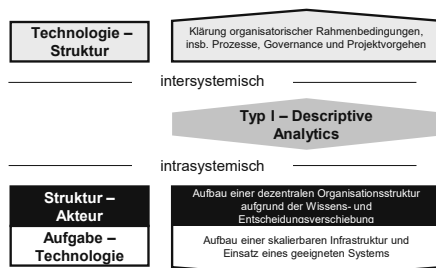 Technologie –
Struktur
Klärung organisatorischer Rahmenbedingungen,
insb. Prozesse, Governance und Projektvorgehen
intersystemisch
Typ I – Descriptive
Analytics
intrasystemisch
Struktur –
Akteur
Aufbau einer dezentralen Organisationsstruktur
aufgrund der Wissens- und
Entscheidungsverschiebung
Aufgabe –
Technologie
Aufbau einer skalierbaren Infrastruktur und
Einsatz eines geeigneten Systems